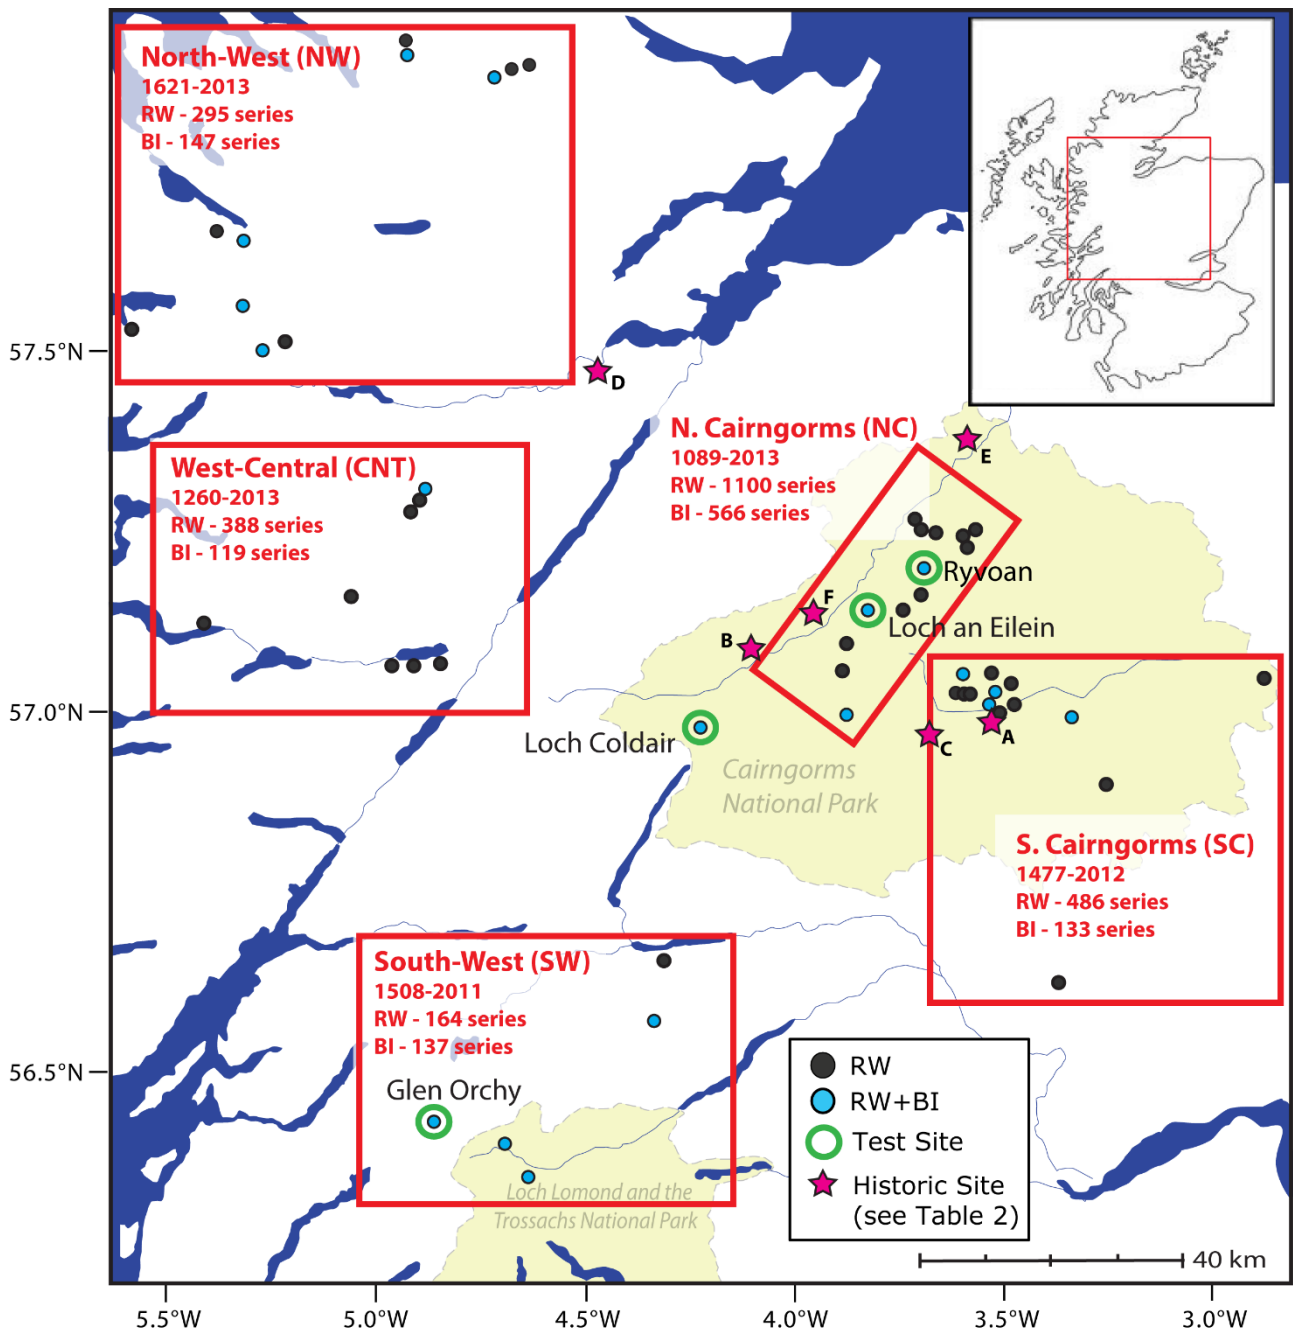 North-West (NW)
1621-2013
RW - 295 series
BI - 147 series
57.5°N
D
N. Cairngorms (NC)
1089-2013
RW - 1100 series
BI - 566 series
E
West-Central (CNT)
1260-2013
RW - 388 series
BI - 119 series
Ryvoan
F
Loch an Eilein
B
57.0°N
Loch Coldair
C
A
Cairngorms
National Park
S. Cairngorms (SC)
1477-2012
RW - 486 series
BI - 133 series
South-West (SW)
1508-2011
RW - 164 series
BI - 137 series
56.5°N
Glen Orchy
Loch Lomond and the
Trossachs National Park
RW
RW+BI
Test Site
Historic Site
(see Table 2)
40 km
5.5°W
5.0°W
4.5°W
4.0°W
3.5°W
3.0°W